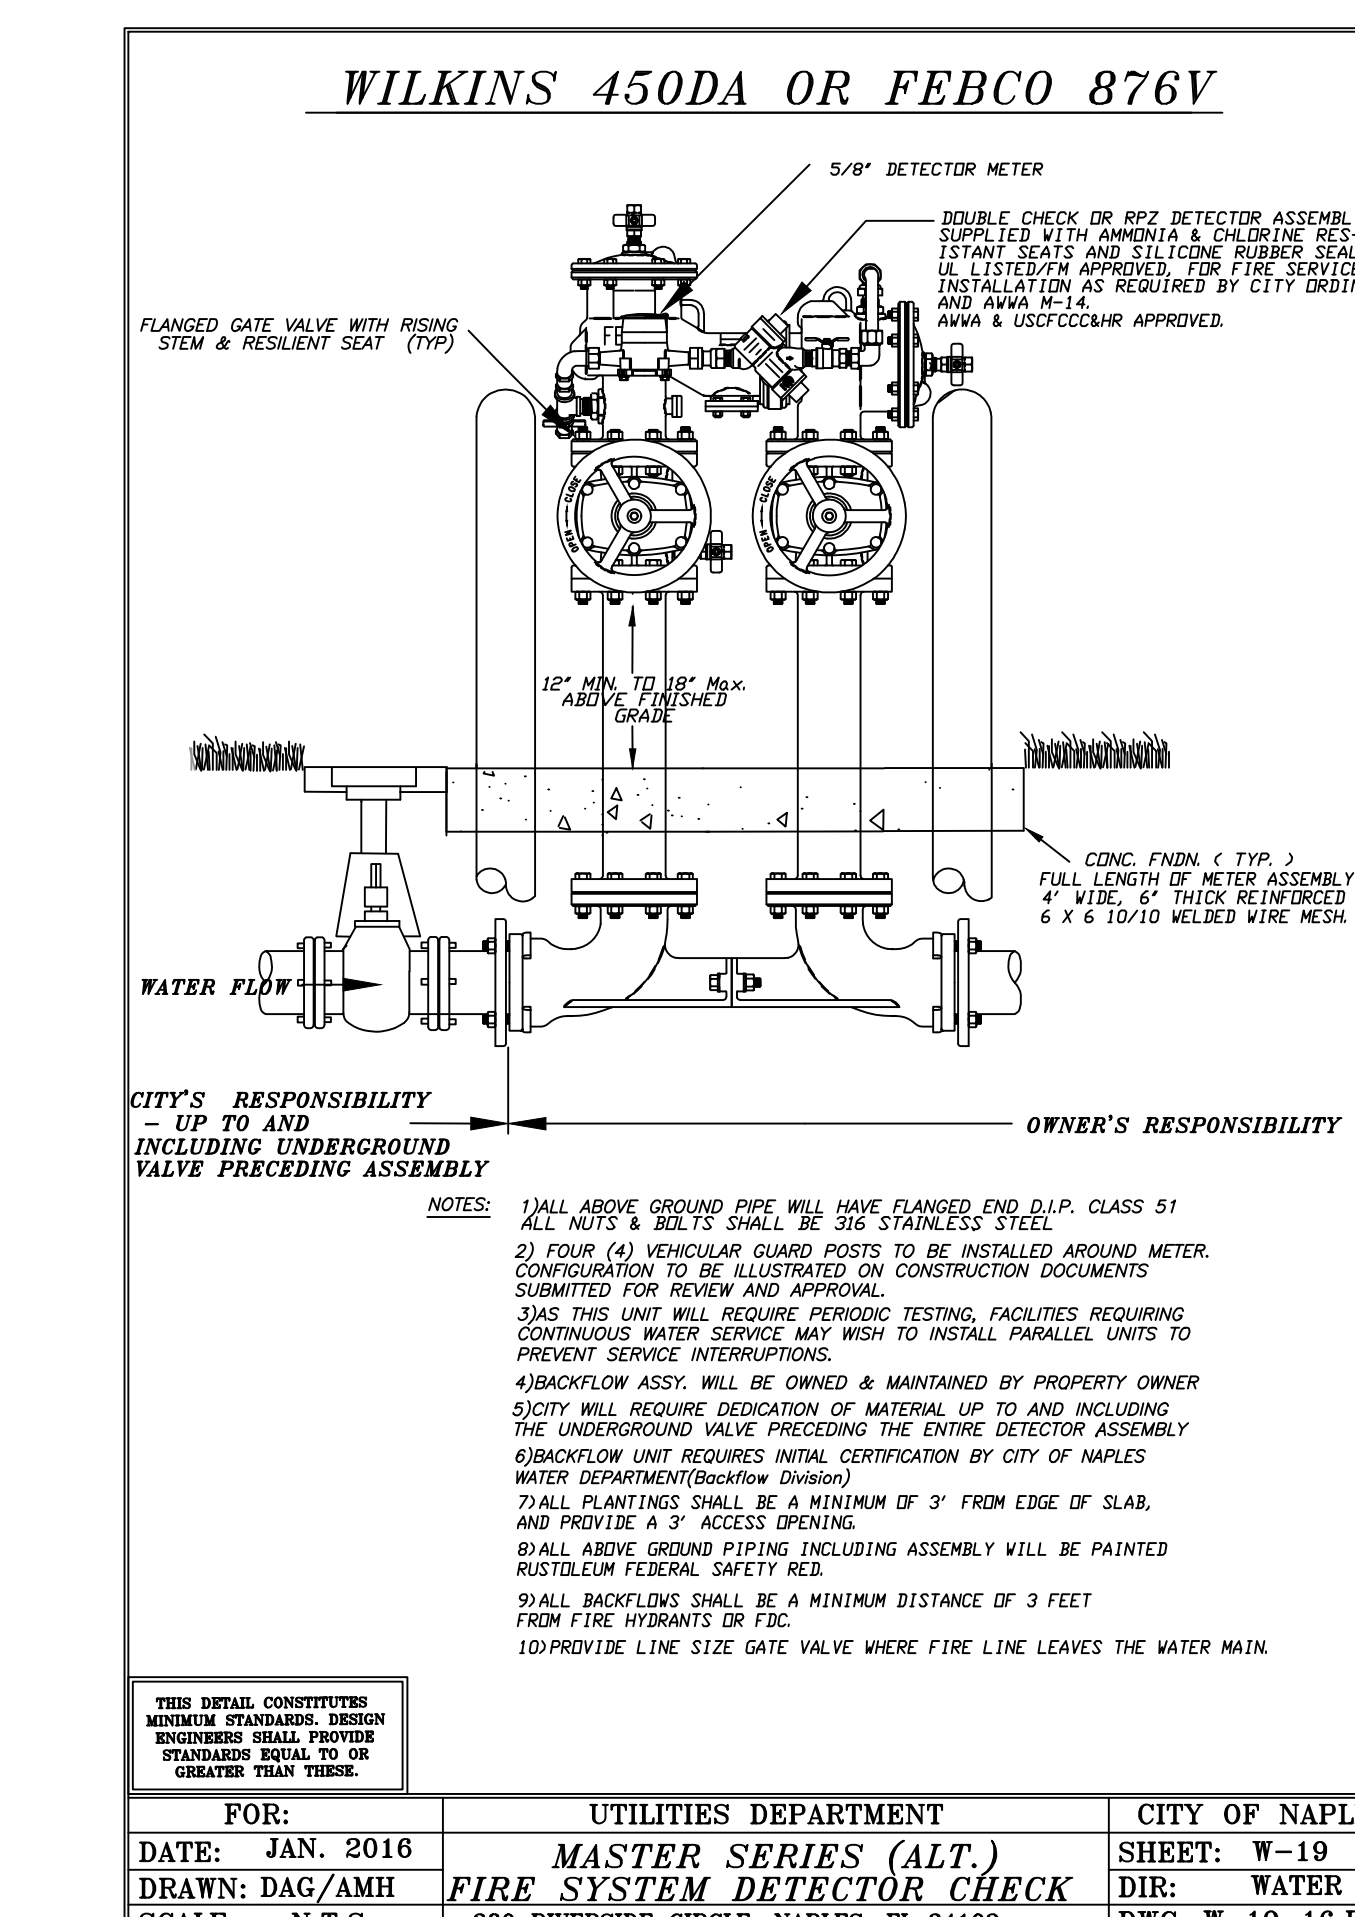 WILKINS 450DA OR FEBCO 876V
5/8" DETECTOR METER
DOUBLE CHECK OR RPZ DETECTOR ASSEMBL
SUPPLIED WITH AMMONIA & CHLORINE RES-
ISTANT SEATS AND SILICONE RUBBER SEAL
UL LISTED/FM APPROVED, FOR FIRE SERVICE
INSTALLATION AS REQUIRED BY CITY ORDIN
AND AWWA M-14.
AWWA & USCFCCC&HR APPROVED.
FLANGED GATE VALVE WITH RISING
STEM & RESILIENT SEAT (TYP)
FE
OPEN CLOSE
OPEN CLOSE
12" MIN. TO 18" Max.
ABOVE FINISHED
GRADE
CONC. FNDN. ( TYP. )
FULL LENGTH OF METER ASSEMBLY
4' WIDE, 6" THICK REINFORCED
6 X 6 10/10 WELDED WIRE MESH.
WATER FLOW
CITY'S RESPONSIBILITY
- UP TO AND
INCLUDING UNDERGROUND
VALVE PRECEDING ASSEMBLY
OWNER'S RESPONSIBILITY
NOTES:
1)ALL ABOVE GROUND PIPE WILL HAVE FLANGED END D.I.P. CLASS 51
ALL NUTS & BOLTS SHALL BE 316 STAINLESS STEEL
2) FOUR (4) VEHICULAR GUARD POSTS TO BE INSTALLED AROUND METER.
CONFIGURATION TO BE ILLUSTRATED ON CONSTRUCTION DOCUMENTS
SUBMITTED FOR REVIEW AND APPROVAL.
3)AS THIS UNIT WILL REQUIRE PERIODIC TESTING, FACILITIES REQUIRING
CONTINUOUS WATER SERVICE MAY WISH TO INSTALL PARALLEL UNITS TO
PREVENT SERVICE INTERRUPTIONS.
4)BACKFLOW ASSY. WILL BE OWNED & MAINTAINED BY PROPERTY OWNER
5)CITY WILL REQUIRE DEDICATION OF MATERIAL UP TO AND INCLUDING
THE UNDERGROUND VALVE PRECEDING THE ENTIRE DETECTOR ASSEMBLY
6)BACKFLOW UNIT REQUIRES INITIAL CERTIFICATION BY CITY OF NAPLES
WATER DEPARTMENT(Backflow Division)
7)ALL PLANTINGS SHALL BE A MINIMUM OF 3' FROM EDGE OF SLAB,
AND PROVIDE A 3' ACCESS OPENING.
8)ALL ABOVE GROUND PIPING INCLUDING ASSEMBLY WILL BE PAINTED
RUSTOLEUM FEDERAL SAFETY RED.
9)ALL BACKFLOWS SHALL BE A MINIMUM DISTANCE OF 3 FEET
FROM FIRE HYDRANTS OR FDC.
10)PROVIDE LINE SIZE GATE VALVE WHERE FIRE LINE LEAVES THE WATER MAIN.
THIS DETAIL CONSTITUTES
MINIMUM STANDARDS. DESIGN
ENGINEERS SHALL PROVIDE
STANDARDS EQUAL TO OR
GREATER THAN THESE.
FOR:
UTILITIES DEPARTMENT
CITY OF NAPL
DATE: JAN. 2016
MASTER SERIES (ALT.)
SHEET: W-19
DRAWN: DAG/AMH
FIRE SYSTEM DETECTOR CHECK
DIR: WATER